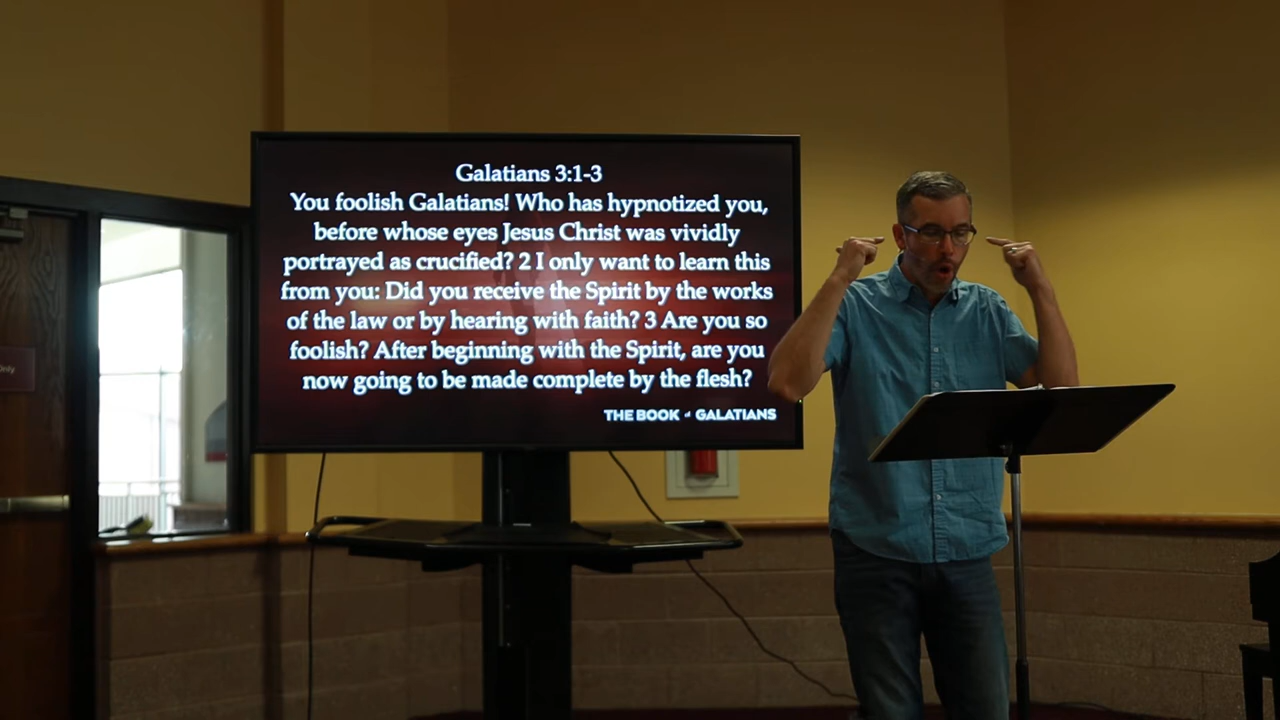 Galatians 3:1-3
You foolish Galatians! Who has hypnotized you,
before whose eyes Jesus Christ was vividly
portrayed as crucified? 2 I only want to learn this
from you: Did you receive the Spirit by the works
of the law or by hearing with faith? 3 Are you so
foolish? After beginning with the Spirit, are you
now going to be made complete by the flesh?
THE BOOK of GALATIANS
only